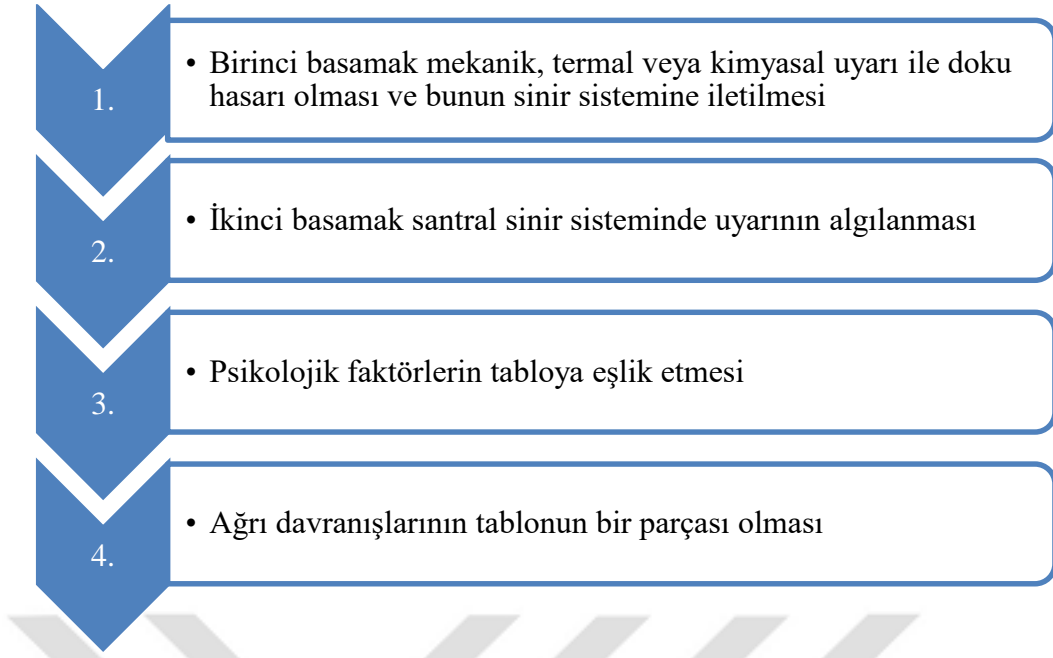 1.
• Birinci basamak mekanik, termal veya kimyasal uyarı ile doku
hasarı olması ve bunun sinir sistemine iletilmesi
2.
• İkinci basamak santral sinir sisteminde uyarının algılanması
3.
• Psikolojik faktörlerin tabloya eşlik etmesi
4.
• Ağrı davranışlarının tablonun bir parçası olması